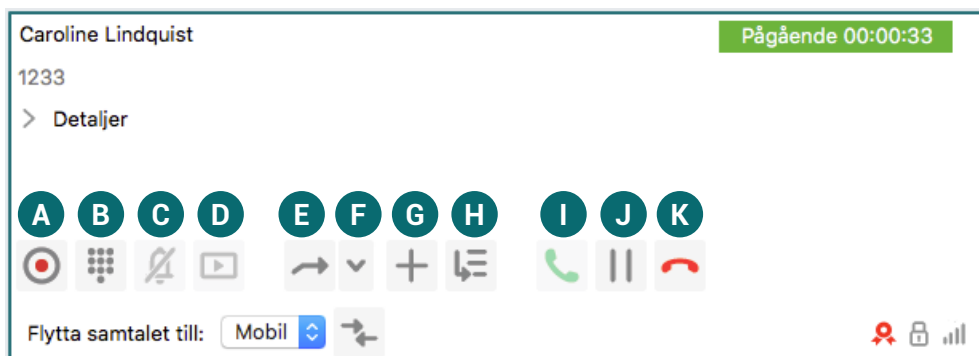 Caroline Lindquist
Pågående 00:00:33
1233
Detaljer
A B C D E F G H I J K
Flytta samtalet till: Mobil